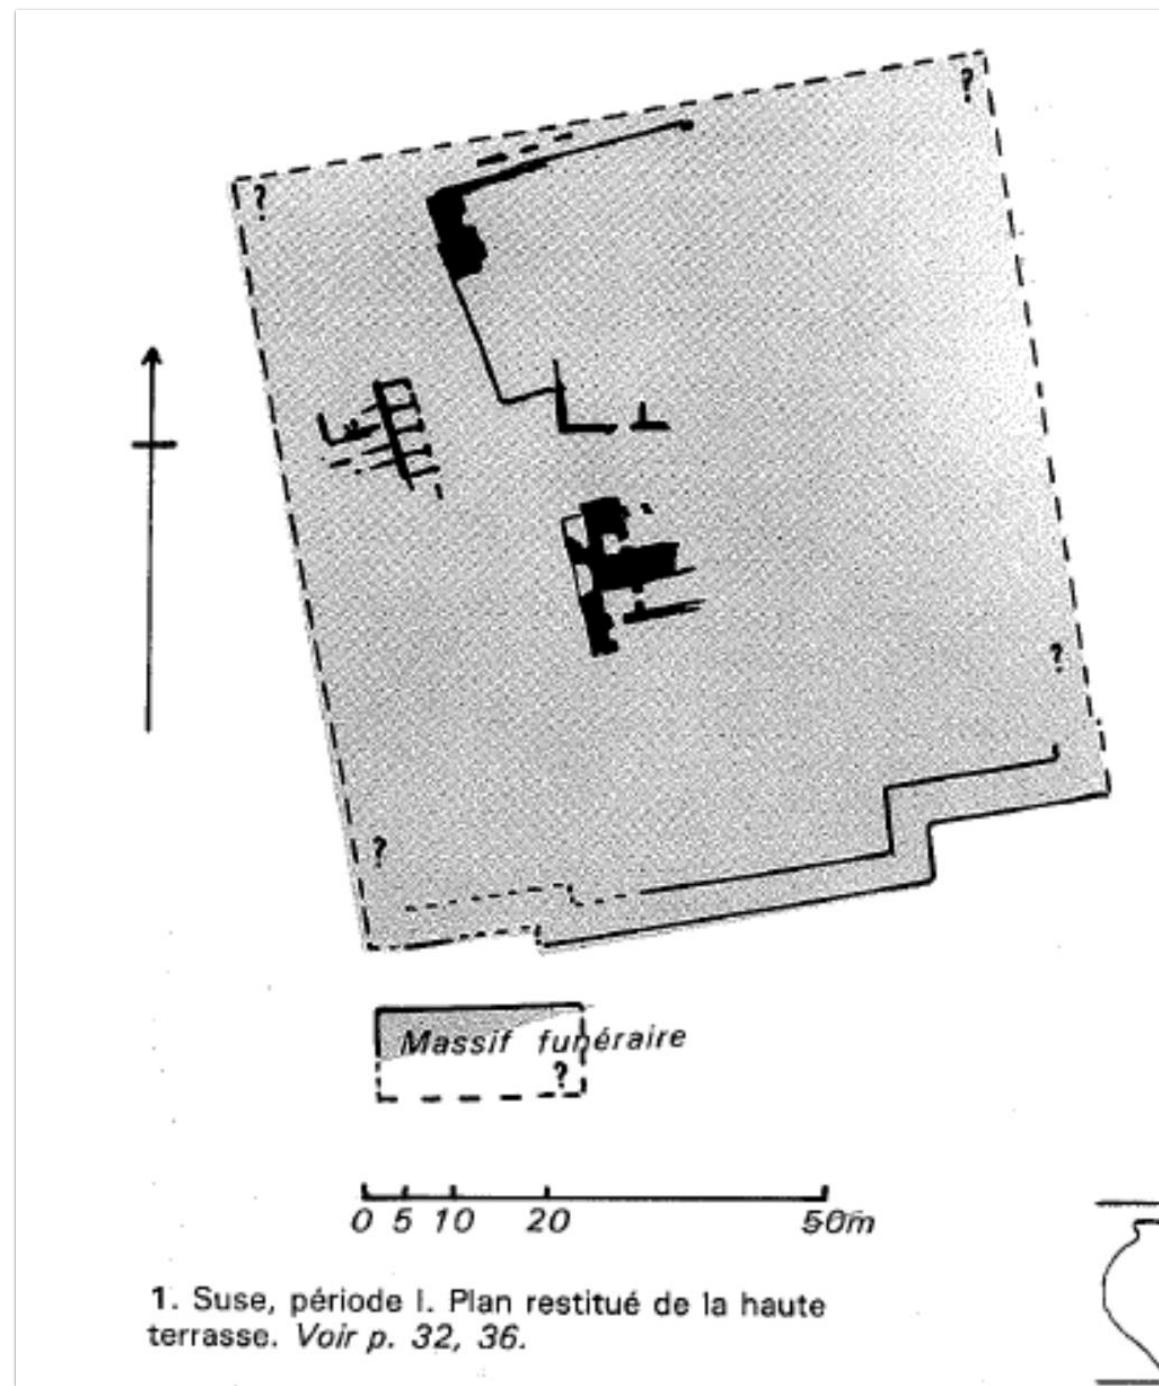 ?
?
?
?
Massif funéraire
?
0 5 10 20 50m
1. Suse, période I. Plan restitué de la haute
terrasse. Voir p. 32, 36.